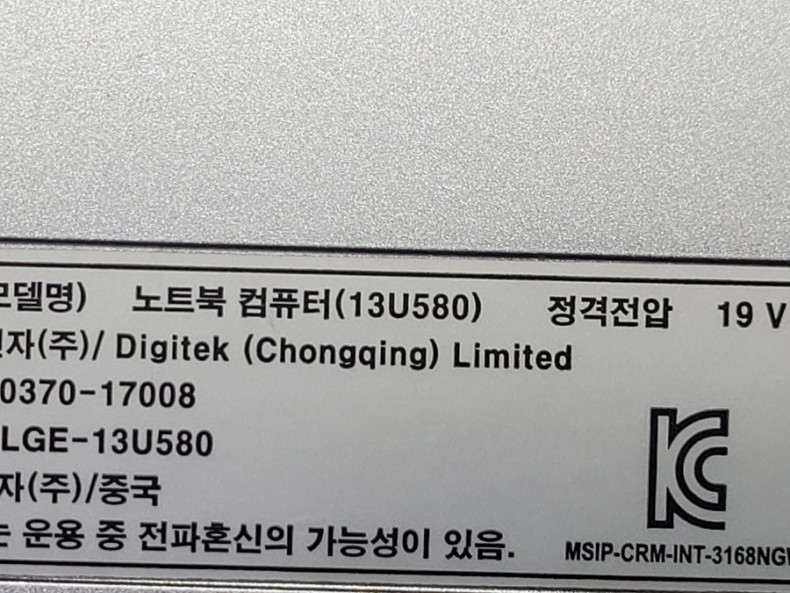 모델명) 노트북 컴퓨터(13U580) 정격전압 19 V
전자(주)/ Digitek (Chongqing) Limited
0370-17008
LGE-13U580
자(주)/중국
는 운용 중 전파혼신의 가능성이 있음.
MSIP-CRM-INT-3168NGW